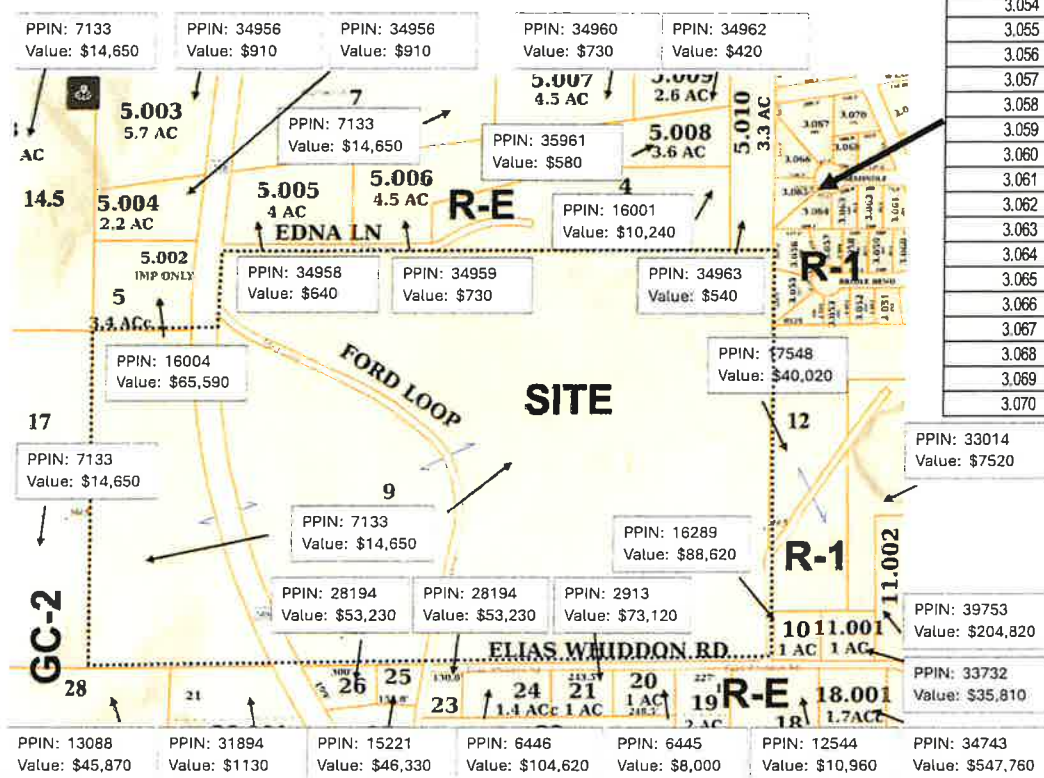 3.054
3.055
3.056
3.057
3.058
3.059
3.060
3.061
3.062
3.063
3.064
3.065
3.066
3.067
3.068
3.069
3.070
PPIN: 7133
Value: $14,650
PPIN: 34956
Value: $910
PPIN: 34956
Value: $910
PPIN: 34960
Value: $730
PPIN: 34962
Value: $420
5.003
5.7 AC
7
PPIN: 7133
Value: $14,650
5.007
4.5 AC
5.009
2.6 AC
PPIN: 35961
Value: $580
5.008
3.6 AC
5.010
3.3 AC
3.067
3.070
3.066
AC
14.5
5.004
2.2 AC
5.005
4 AC
5.006
4.5 AC
R-E
4
PPIN: 16001
Value: $10,240
EDNA LN
5.002
IMP ONLY
5
3.4 ACc
PPIN: 34958
Value: $640
PPIN: 34959
Value: $730
PPIN: 34963
Value: $540
R-1
BRIDLE BEND
PPIN: 16004
Value: $65,590
FORD LOOP
SITE
PPIN: 17548
Value: $40,020
12
17
PPIN: 7133
Value: $14,650
PPIN: 33014
Value: $7520
9
PPIN: 7133
Value: $14,650
PPIN: 16289
Value: $88,620
R-1
11.002
GC-2
PPIN: 28194
Value: $53,230
PPIN: 28194
Value: $53,230
PPIN: 2913
Value: $73,120
PPIN: 39753
Value: $204,820
10
1 AC
11.001
1 AC
ELIAS WHIDDON RD
PPIN: 33732
Value: $35,810
28
21
26
25
23
24
1.4 ACc
21
1 AC
20
1 AC
19
2 AC
R-E
18
18.001
1.7ACc
PPIN: 13088
Value: $45,870
PPIN: 31894
Value: $1130
PPIN: 15221
Value: $46,330
PPIN: 6446
Value: $104,620
PPIN: 6445
Value: $8,000
PPIN: 12544
Value: $10,960
PPIN: 34743
Value: $547,760